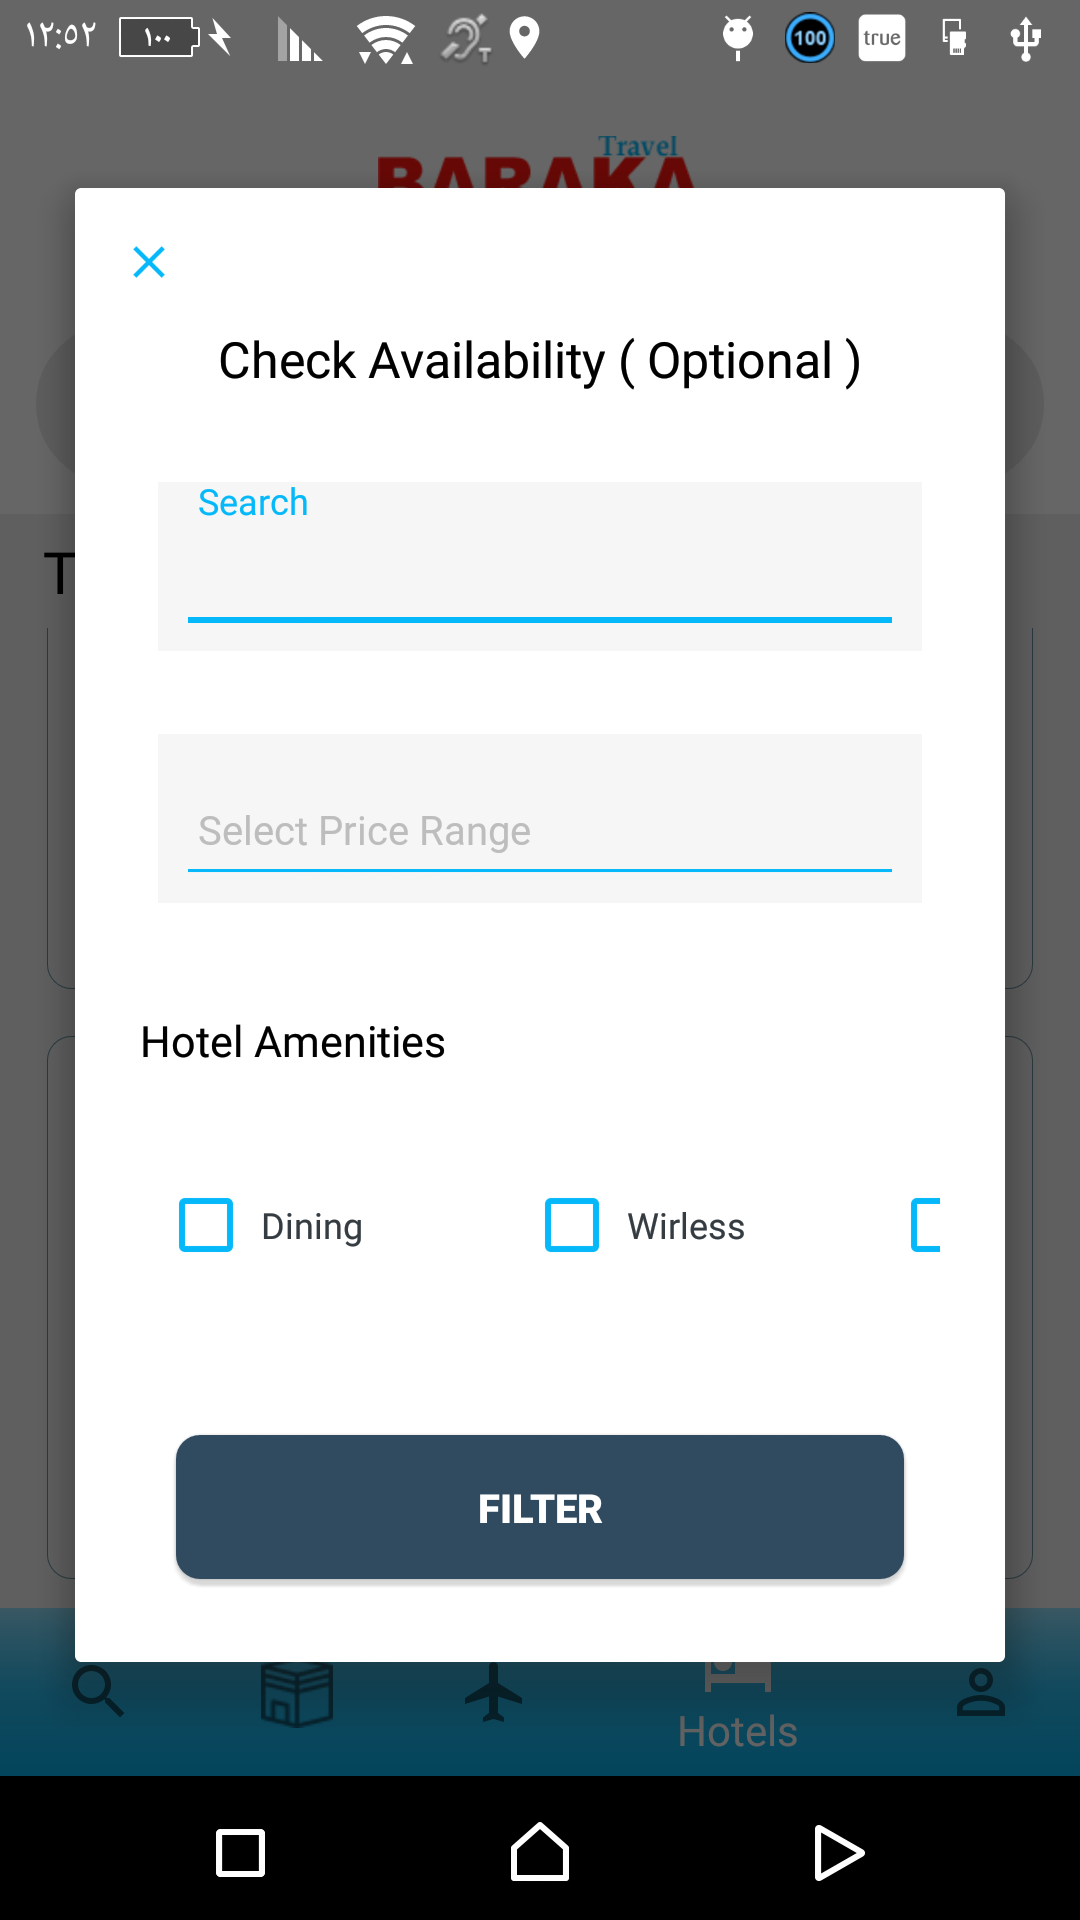 ١٢:٥٢
١٠٠
T
100
true
Travel
BARAKA
Check Availability ( Optional )
Search
T
Select Price Range
Hotel Amenities
Dining
Wirless
FILTER
Hotels